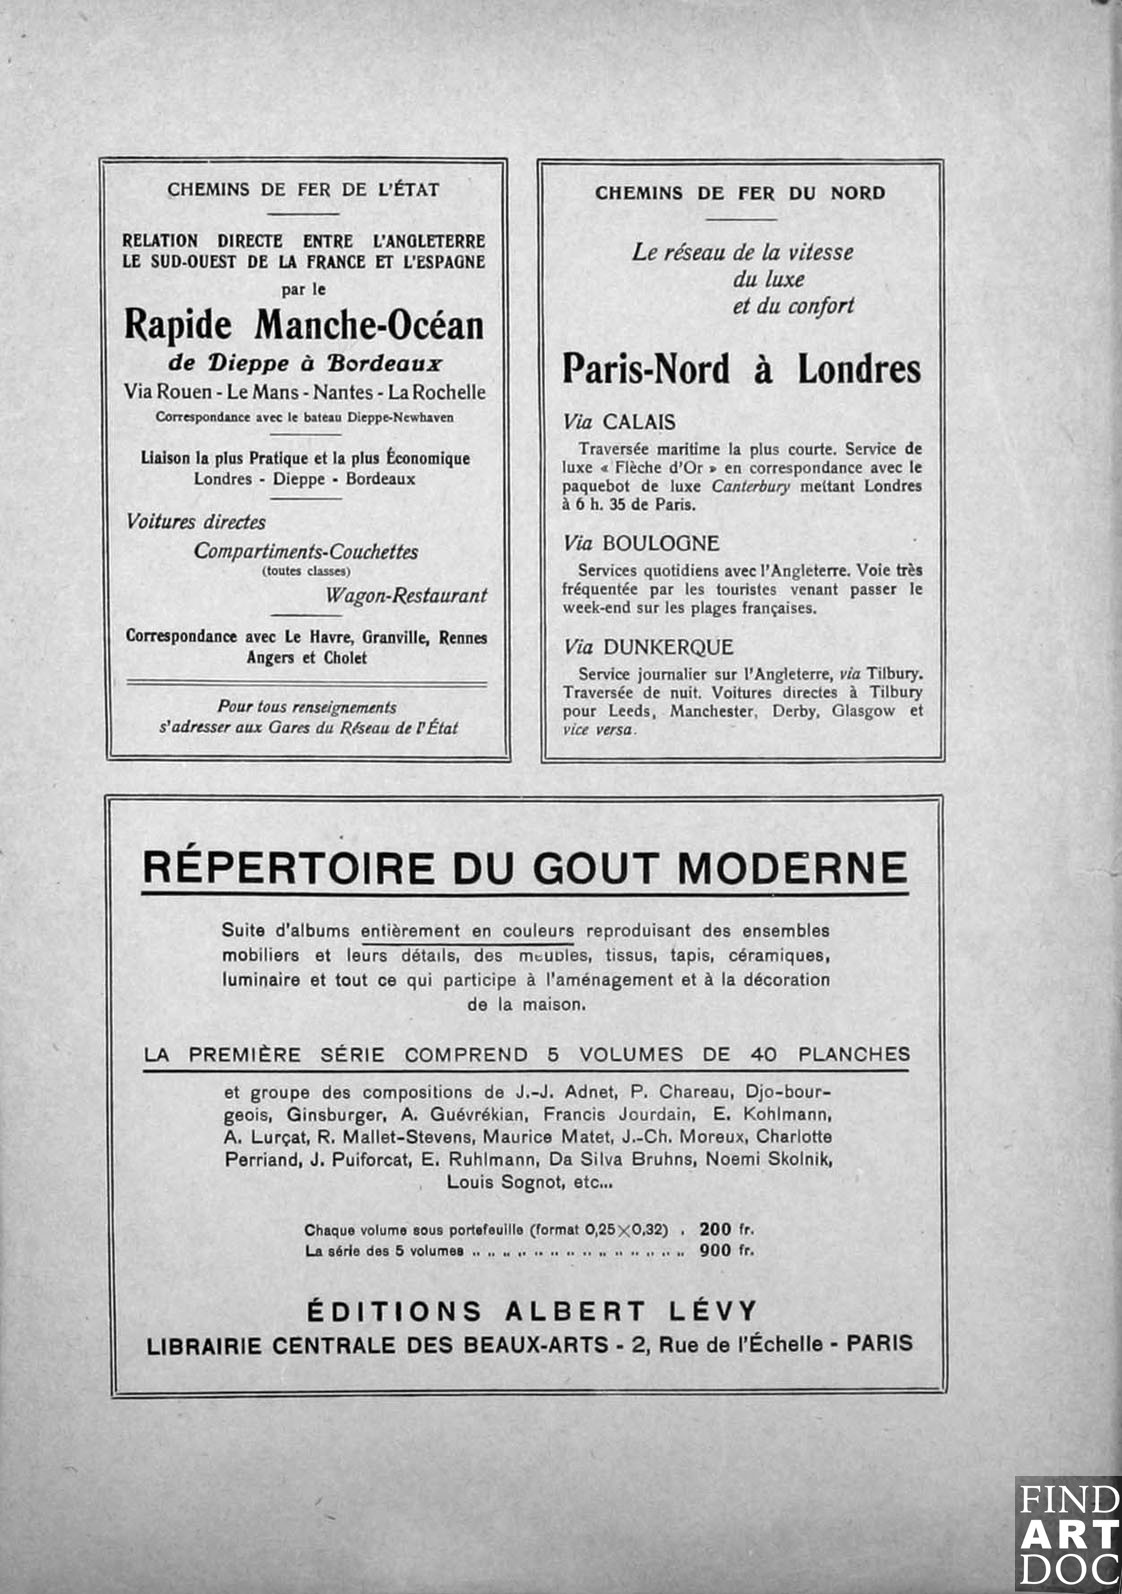 CHEMINS DE FER DE L'ÉTAT
RELATION DIRECTE ENTRE L'ANGLETERRE
LE SUD-OUEST DE LA FRANCE ET L'ESPAGNE
par le
Rapide Manche-Océan
de Dieppe à Bordeaux
Via Rouen - Le Mans - Nantes - La Rochelle
Correspondance avec le bateau Dieppe-Newhaven
Liaison la plus Pratique et la plus Économique
Londres - Dieppe - Bordeaux
Voitures directes
Compartiments-Couchettes
(toutes classes)
Wagon-Restaurant
Correspondance avec Le Havre, Granville, Rennes
Angers et Cholet
Pour tous renseignements
s'adresser aux Gares du Réseau de l'État
CHEMINS DE FER DU NORD
Le réseau de la vitesse
du luxe
et du confort
Paris-Nord à Londres
Via CALAIS
Traversée maritime la plus courte. Service de
luxe « Flèche d'Or » en correspondance avec le
paquebot de luxe Canterbury mettant Londres
à 6 h. 35 de Paris.
Via BOULOGNE
Services quotidiens avec l'Angleterre. Voie très
fréquentée par les touristes venant passer le
week-end sur les plages françaises.
Via DUNKERQUE
Service journalier sur l'Angleterre, via Tilbury.
Traversée de nuit. Voitures directes à Tilbury
pour Leeds, Manchester, Derby, Glasgow et
vice versa.
RÉPERTOIRE DU GOUT MODERNE
Suite d'albums entièrement en couleurs reproduisant des ensembles
mobiliers et leurs détails, des meubles, tissus, tapis, céramiques,
luminaire et tout ce qui participe à l'aménagement et à la décoration
de la maison.
LA PREMIÈRE SÉRIE COMPREND 5 VOLUMES DE 40 PLANCHES
et groupe des compositions de J.-J. Adnet, P. Chareau, Djo-bour-
geois, Ginsburger, A. Guévrékian, Francis Jourdain, E. Kohlmann,
A. Lurçat, R. Mallet-Stevens, Maurice Matet, J.-Ch. Moreux, Charlotte
Perriand, J. Puiforcat, E. Ruhlmann, Da Silva Bruhns, Noemi Skolnik,
Louis Sognot, etc...
Chaque volume sous portefeuille (format 0,25×0,32) . 200 fr.
La série des 5 volumes .. .. .. .. .. .. .. .. .. .. .. .. .. .. 900 fr.
ÉDITIONS ALBERT LÉVY
LIBRAIRIE CENTRALE DES BEAUX-ARTS - 2, Rue de l'Échelle - PARIS
FIND
ART
DOC